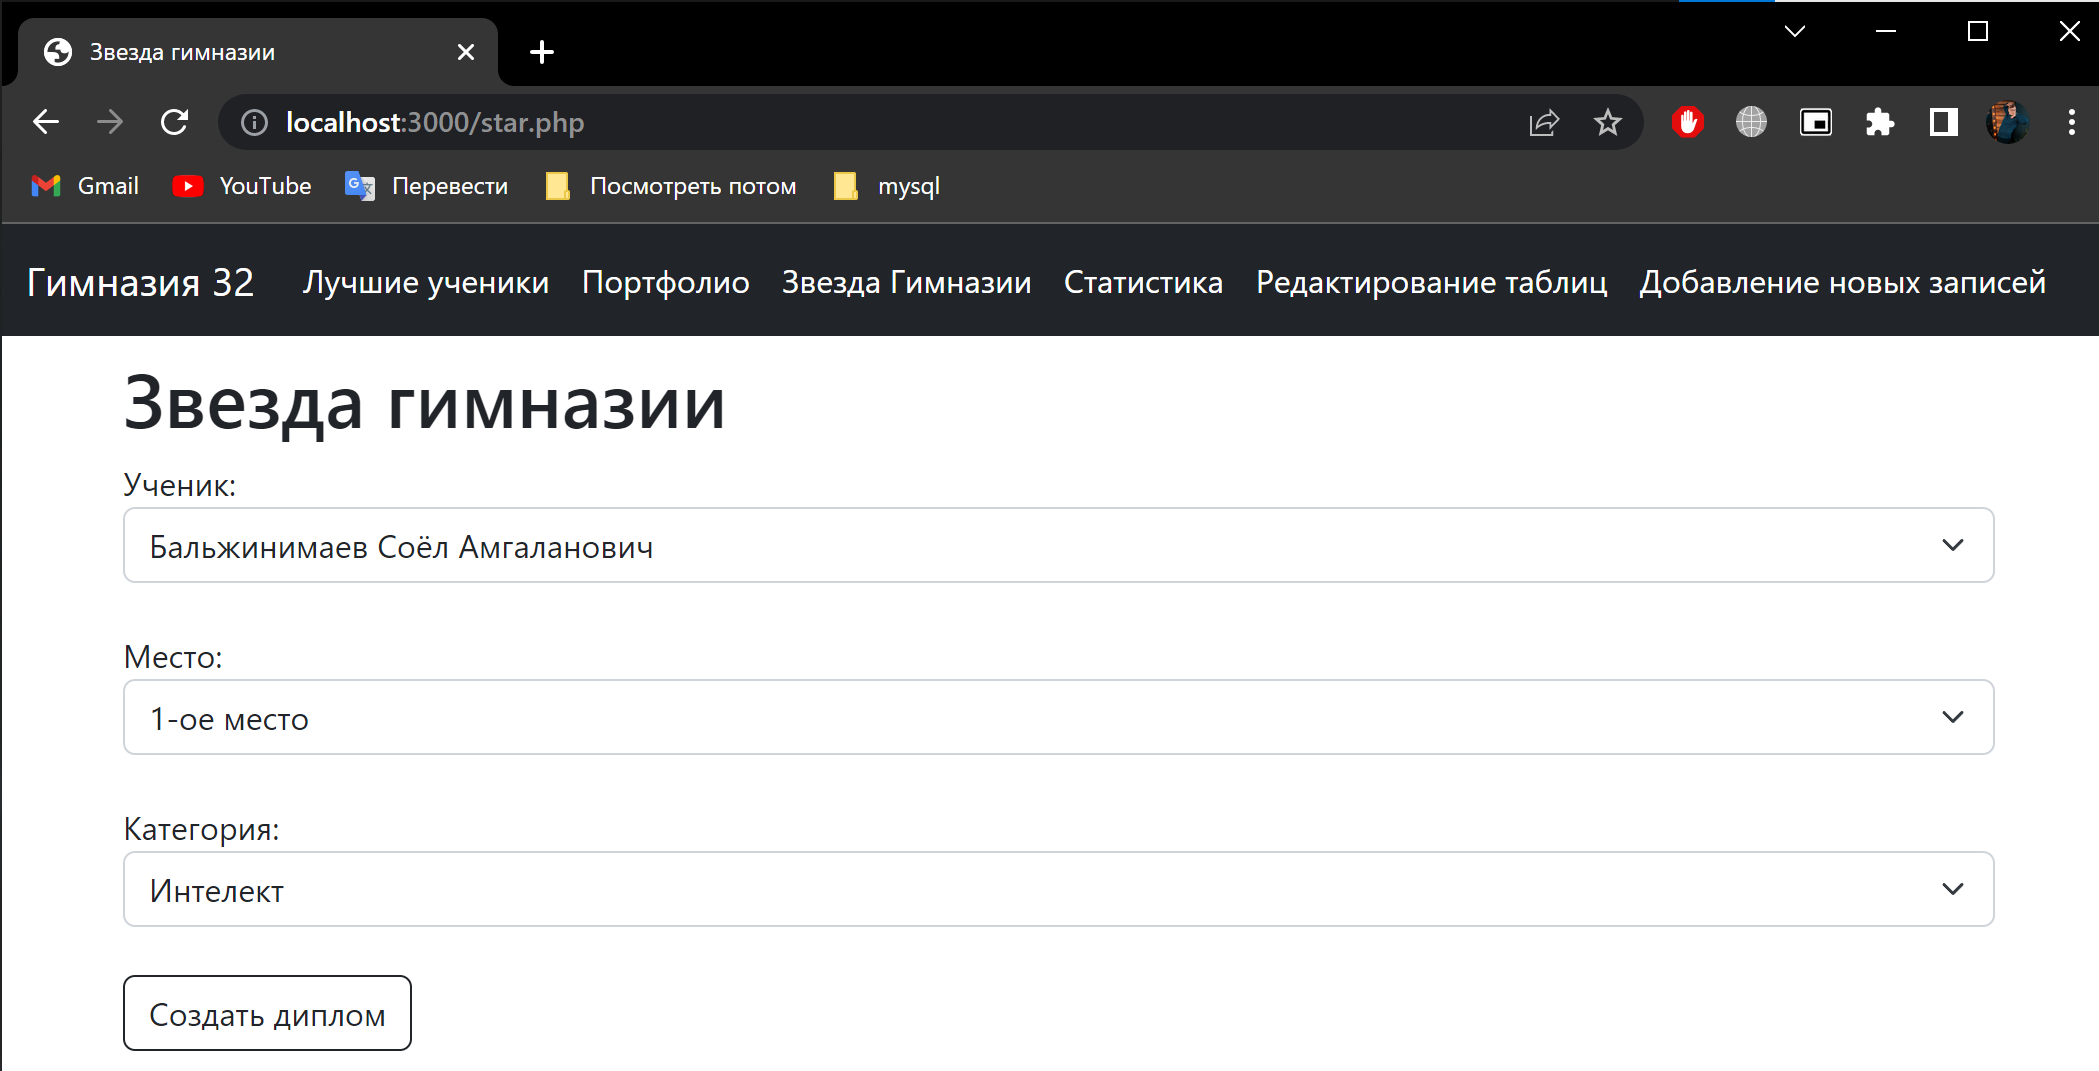 Звезда гимназии
localhost:3000/star.php
Gmail YouTube Перевести Посмотреть потом mysql
Гимназия 32 Лучшие ученики Портфолио Звезда Гимназии Статистика Редактирование таблиц Добавление новых записей
Звезда гимназии
Ученик:
Бальжинимаев Соёл Амгаланович
Место:
1-ое место
Категория:
Интелект
Создать диплом